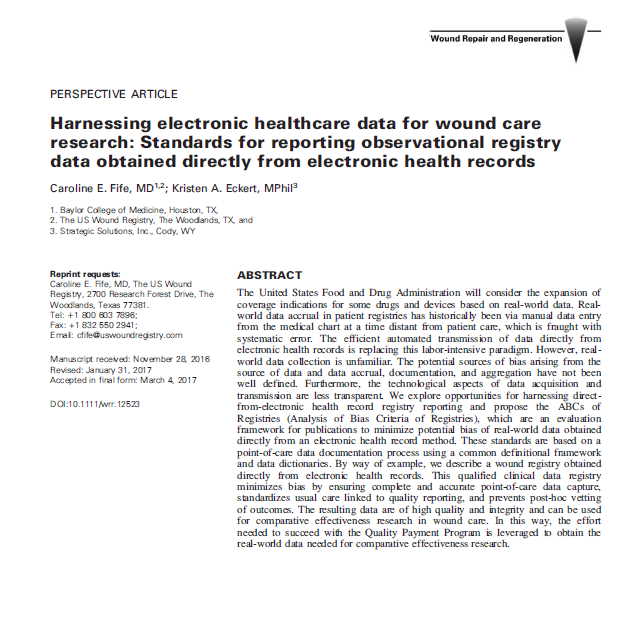 Wound Repair and Regeneration
PERSPECTIVE ARTICLE
Harnessing electronic healthcare data for wound care
research: Standards for reporting observational registry
data obtained directly from electronic health records
Caroline E. Fife, MD1,2; Kristen A. Eckert, MPhil3
1. Baylor College of Medicine, Houston, TX,
2. The US Wound Registry, The Woodlands, TX, and
3. Strategic Solutions, Inc., Cody, WY
Reprint requests:
Caroline E. Fife, MD, The US Wound
Registry, 2700 Research Forest Drive, The
Woodlands, Texas 77381.
Tel: +1 800 603 7896;
Fax: +1 832 550 2941;
Email: cfife@uswoundregistry.com
Manuscript received: November 28, 2016
Revised: January 31, 2017
Accepted in final form: March 4, 2017
DOI:10.1111/wrr.12523
ABSTRACT
The United States Food and Drug Administration will consider the expansion of
coverage indications for some drugs and devices based on real-world data. Real-
world data accrual in patient registries has historically been via manual data entry
from the medical chart at a time distant from patient care, which is fraught with
systematic error. The efficient automated transmission of data directly from
electronic health records is replacing this labor-intensive paradigm. However, real-
world data collection is unfamiliar. The potential sources of bias arising from the
source of data and data accrual, documentation, and aggregation have not been
well defined. Furthermore, the technological aspects of data acquisition and
transmission are less transparent. We explore opportunities for harnessing direct-
from-electronic health record registry reporting and propose the ABCs of
Registries (Analysis of Bias Criteria of Registries), which are an evaluation
framework for publications to minimize potential bias of real-world data obtained
directly from an electronic health record method. These standards are based on a
point-of-care data documentation process using a common definitional framework
and data dictionaries. By way of example, we describe a wound registry obtained
directly from electronic health records. This qualified clinical data registry
minimizes bias by ensuring complete and accurate point-of-care data capture,
standardizes usual care linked to quality reporting, and prevents post-hoc vetting
of outcomes. The resulting data are of high quality and integrity and can be used
for comparative effectiveness research in wound care. In this way, the effort
needed to succeed with the Quality Payment Program is leveraged to obtain the
real-world data needed for comparative effectiveness research.